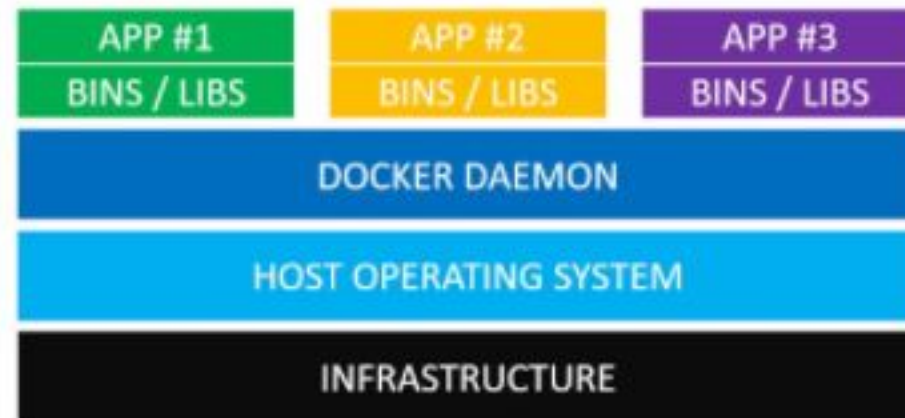 APP #1
BINS / LIBS
APP #2
BINS / LIBS
APP #3
BINS / LIBS
DOCKER DAEMON
HOST OPERATING SYSTEM
INFRASTRUCTURE